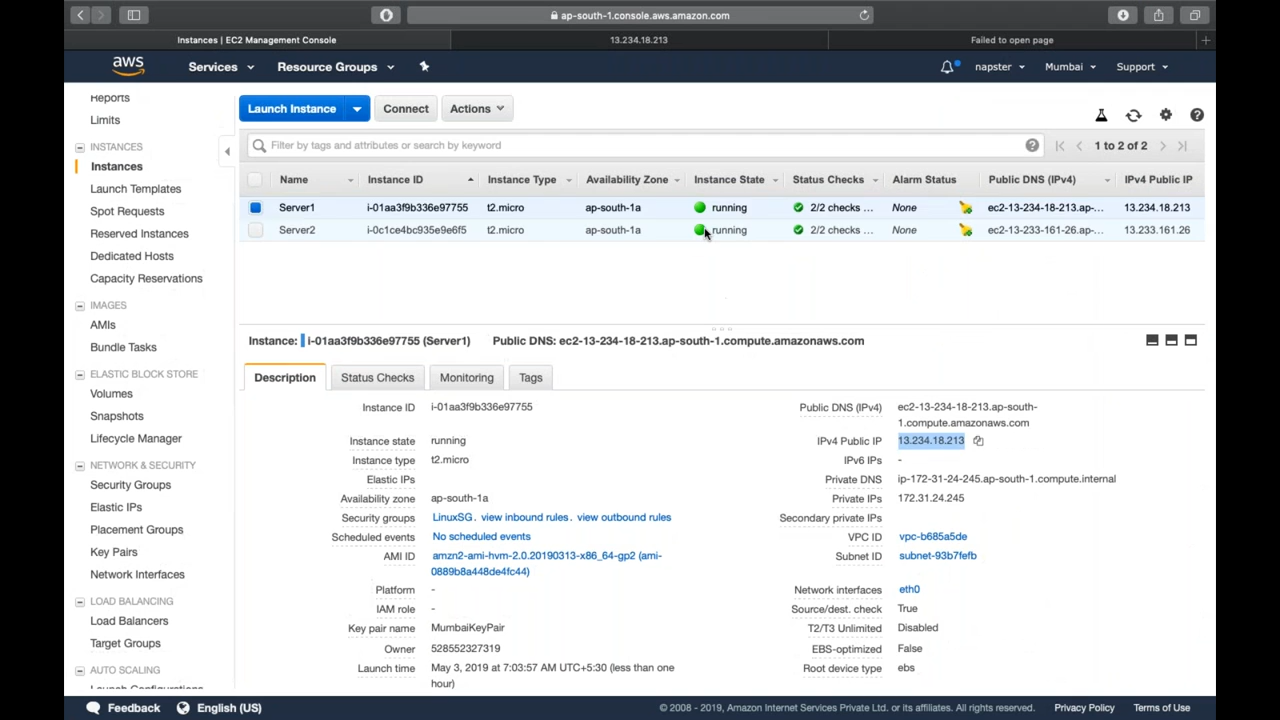 ap-south-1.console.aws.amazon.com
Instances | EC2 Management Console
13.234.18.213
Failed to open page
aws
Services
Resource Groups
napster
Mumbai
Support
Reports
Limits
INSTANCES
Instances
Launch Templates
Spot Requests
Reserved Instances
Dedicated Hosts
Capacity Reservations
IMAGES
AMIs
Bundle Tasks
ELASTIC BLOCK STORE
Volumes
Snapshots
Lifecycle Manager
NETWORK & SECURITY
Security Groups
Elastic IPs
Placement Groups
Key Pairs
Network Interfaces
LOAD BALANCING
Load Balancers
Target Groups
AUTO SCALING
Launch Configurations
Launch Instance Connect Actions
Filter by tags and attributes or search by keyword
1 to 2 of 2
Name Instance ID Instance Type Availability Zone Instance State Status Checks Alarm Status Public DNS (IPv4) IPv4 Public IP
Server1 i-01aa3f9b336e97755 t2.micro ap-south-1a running 2/2 checks ... None ec2-13-234-18-213.ap-... 13.234.18.213
Server2 i-0c1ce4bc935e9e6f5 t2.micro ap-south-1a running 2/2 checks ... None ec2-13-233-161-26.ap-... 13.233.161.26
Instance: i-01aa3f9b336e97755 (Server1) Public DNS: ec2-13-234-18-213.ap-south-1.compute.amazonaws.com
Description Status Checks Monitoring Tags
Instance ID i-01aa3f9b336e97755
Instance state running
Instance type t2.micro
Elastic IPs
Availability zone ap-south-1a
Security groups LinuxSG. view inbound rules. view outbound rules
Scheduled events No scheduled events
AMI ID amzn2-ami-hvm-2.0.20190313-x86_64-gp2 (ami-
0889b8a448de4fc44)
Platform -
IAM role -
Key pair name MumbaiKeyPair
Owner 528552327319
Launch time May 3, 2019 at 7:03:57 AM UTC+5:30 (less than one
hour)
Public DNS (IPv4) ec2-13-234-18-213.ap-south-
1.compute.amazonaws.com
IPv4 Public IP 13.234.18.213
IPv6 IPs -
Private DNS ip-172-31-24-245.ap-south-1.compute.internal
Private IPs 172.31.24.245
Secondary private IPs
VPC ID vpc-b685a5de
Subnet ID subnet-93b7fefb
Network interfaces eth0
Source/dest. check True
T2/T3 Unlimited Disabled
EBS-optimized False
Root device type ebs
Feedback English (US)
© 2008 - 2019, Amazon Internet Services Private Ltd. or its affiliates. All rights reserved. Privacy Policy Terms of Use